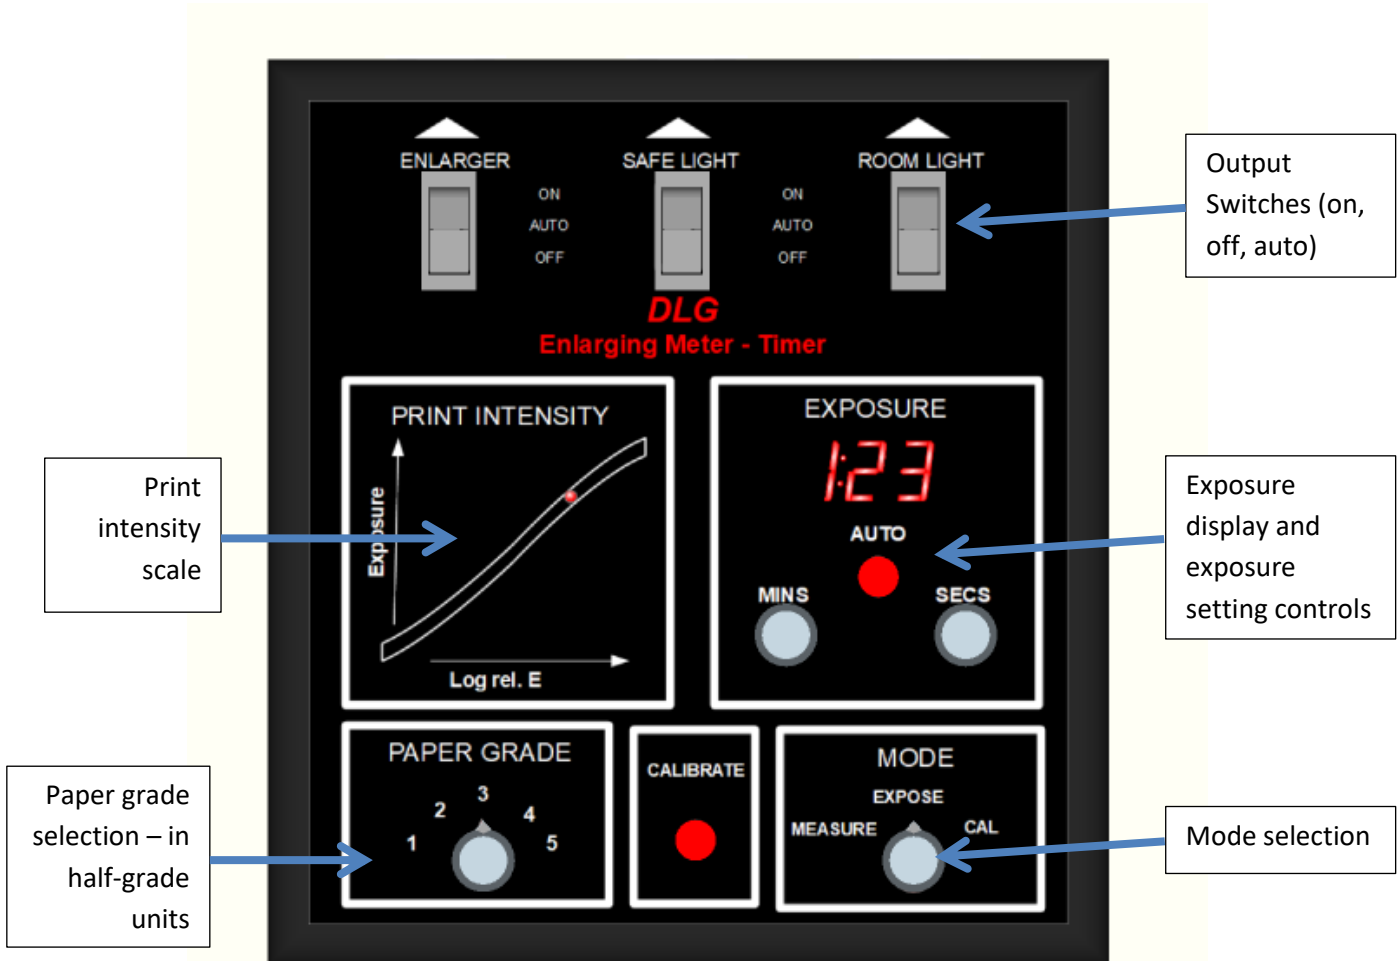 ENLARGER
SAFE LIGHT
ROOM LIGHT
ON
AUTO
OFF
ON
AUTO
OFF
Output
Switches (on,
off, auto)
DLG
Enlarging Meter - Timer
PRINT INTENSITY
Exposure
Log rel. E
Print
intensity
scale
EXPOSURE
1:23
AUTO
MINS
SECS
Exposure
display and
exposure
setting controls
PAPER GRADE
1
2
3
4
5
Paper grade
selection – in
half-grade
units
CALIBRATE
MODE
EXPOSE
MEASURE
CAL
Mode selection